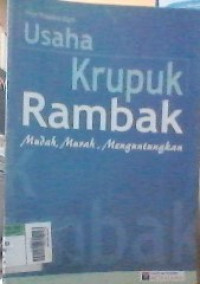 Usaha
Krupuk
Rambak
Mudah, Murah, Menguntungkan